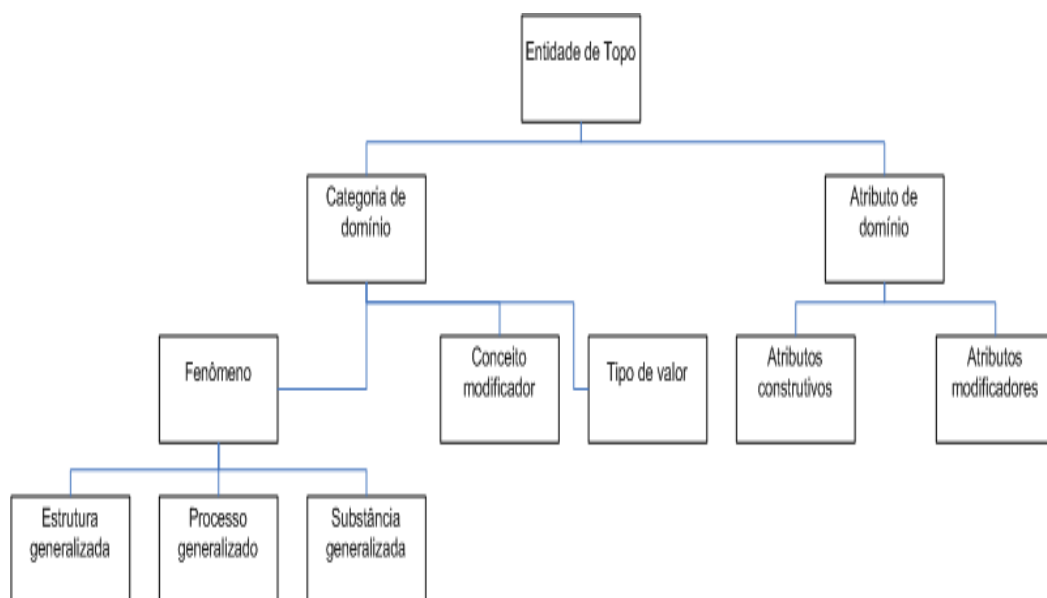 Entidade de Topo
Categoria de
domínio
Atributo de
domínio
Fenômeno
Conceito
modificador
Tipo de valor
Atributos
construtivos
Atributos
modificadores
Estrutura
generalizada
Processo
generalizado
Substância
generalizada